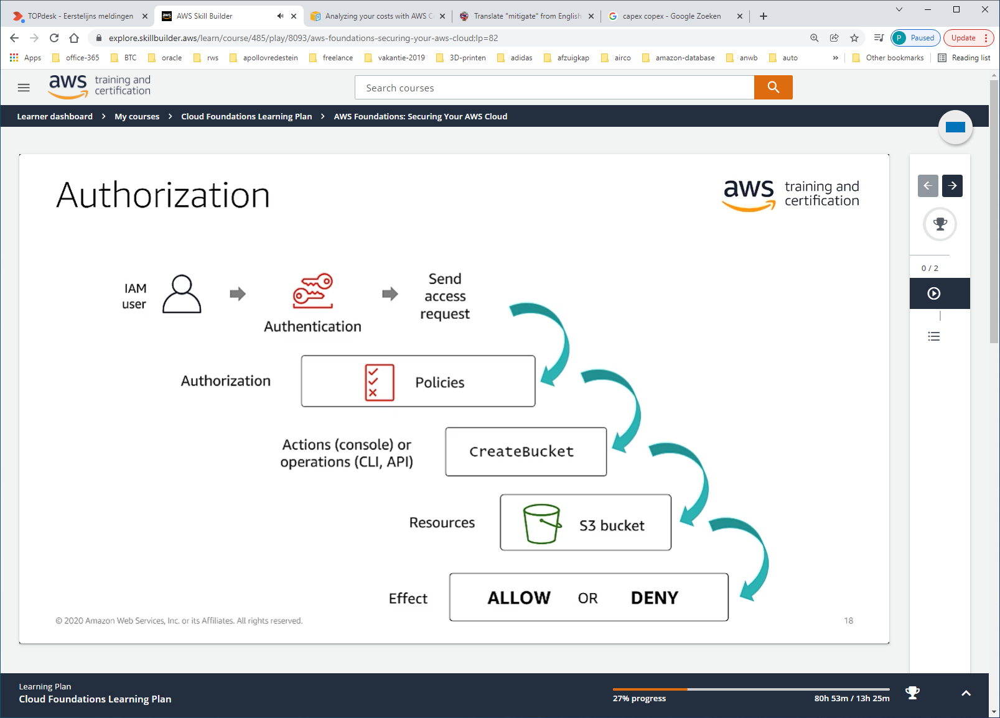 TOPdesk - Eerstelijns meldingen
AWS Skill Builder
Analyzing your costs with AWS C
Translate "mitigate" from English
capex copex - Google Zoeken
explore.skillbuilder.aws/learn/course/485/play/8093/aws-foundations-securing-your-aws-cloud;lp=82
P Paused
Update
Apps
office-365
BTC
oracle
rws
apollovredestein
freelance
vakantie-2019
3D-printen
adidas
afzuigkap
airco
amazon-database
anwb
auto
»
Other bookmarks
Reading list
aws training and
certification
Search courses
Learner dashboard > My courses > Cloud Foundations Learning Plan > AWS Foundations: Securing Your AWS Cloud
Authorization
aws training and
certification
IAM
user
Authentication
Send
access
request
Authorization
Policies
Actions (console) or
operations (CLI, API)
CreateBucket
Resources
S3 bucket
Effect
ALLOW OR DENY
© 2020 Amazon Web Services, Inc. or its Affiliates. All rights reserved.
18
0 / 2
Learning Plan
Cloud Foundations Learning Plan
27% progress
80h 53m / 13h 25m